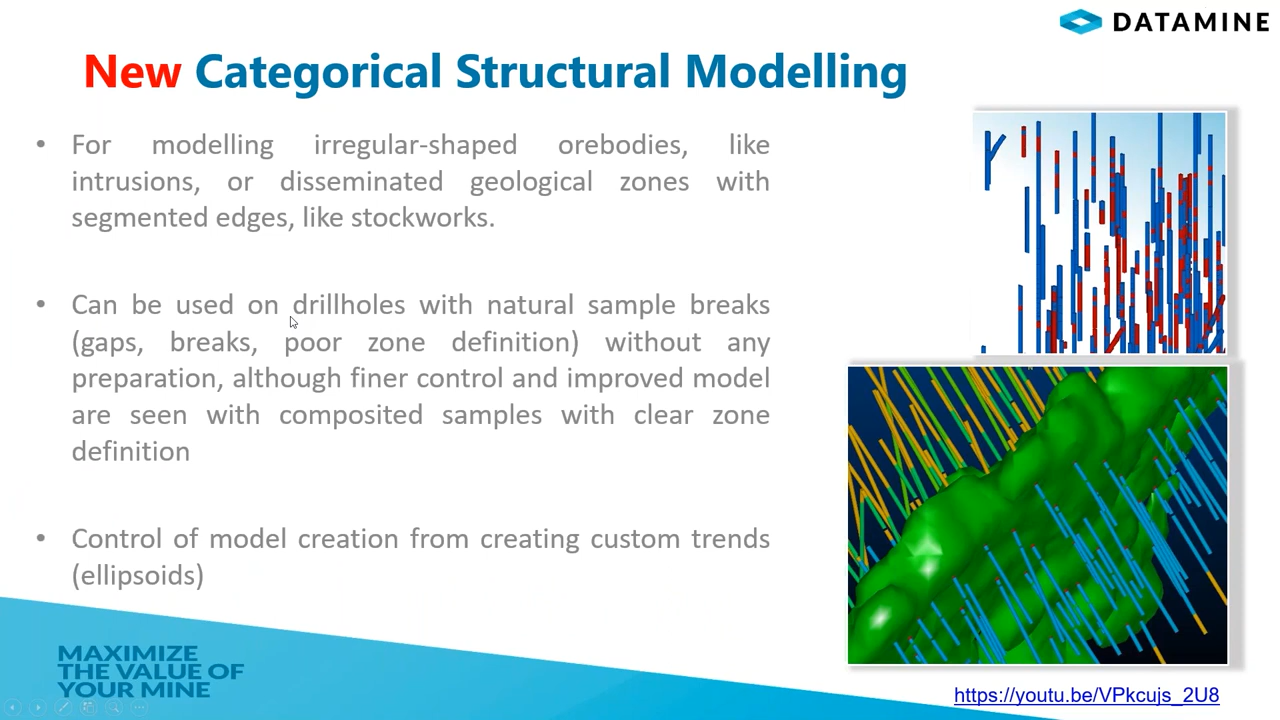 DATAMINE
New Categorical Structural Modelling
• For modelling irregular-shaped orebodies, like
intrusions, or disseminated geological zones with
segmented edges, like stockworks.
• Can be used on drillholes with natural sample breaks
(gaps, breaks, poor zone definition) without any
preparation, although finer control and improved model
are seen with composited samples with clear zone
definition
• Control of model creation from creating custom trends
(ellipsoids)
MAXIMIZE
THE VALUE OF
YOUR MINE
https://youtu.be/VPkcujs_2U8